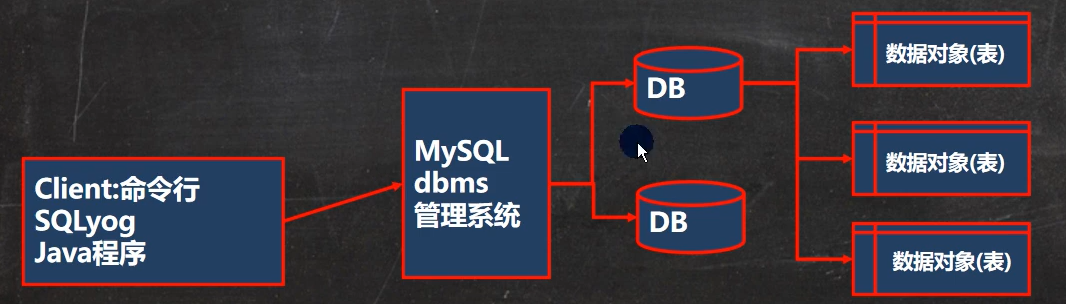 Client:命令行
SQLyog
Java程序
MySQL
dbms
管理系统
DB
DB
数据对象(表)
数据对象(表)
数据对象(表)